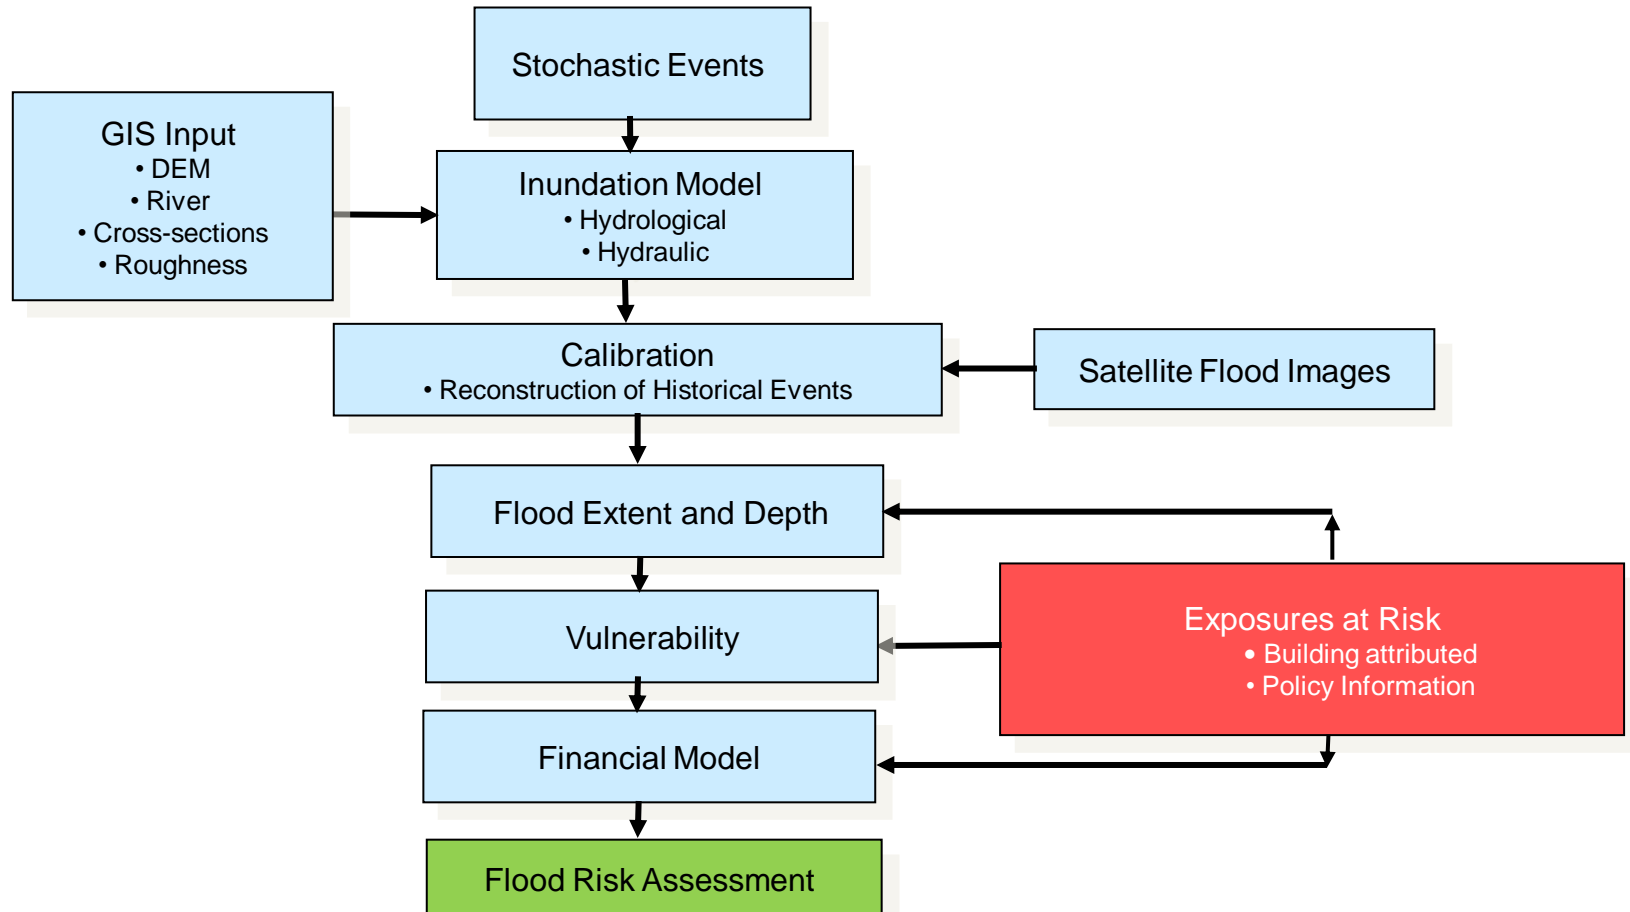 Stochastic Events
GIS Input
• DEM
• River
• Cross-sections
• Roughness
Inundation Model
• Hydrological
• Hydraulic
Calibration
• Reconstruction of Historical Events
Satellite Flood Images
Flood Extent and Depth
Vulnerability
Exposures at Risk
• Building attributed
• Policy Information
Financial Model
Flood Risk Assessment